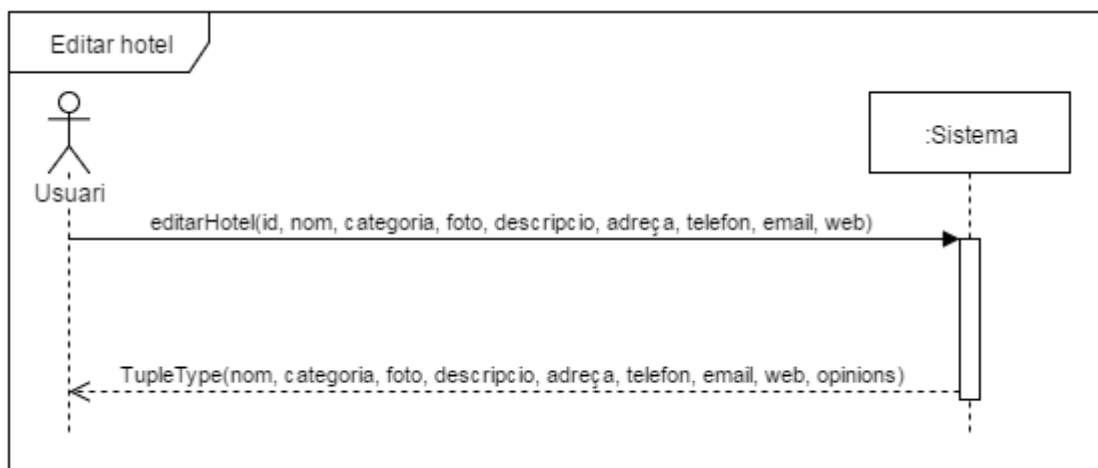 Editar hotel
:Sistema
Usuari
editarHotel(id, nom, categoria, foto, descripcio, adreça, telefon, email, web)
TupleType(nom, categoria, foto, descripcio, adreça, telefon, email, web, opinions)